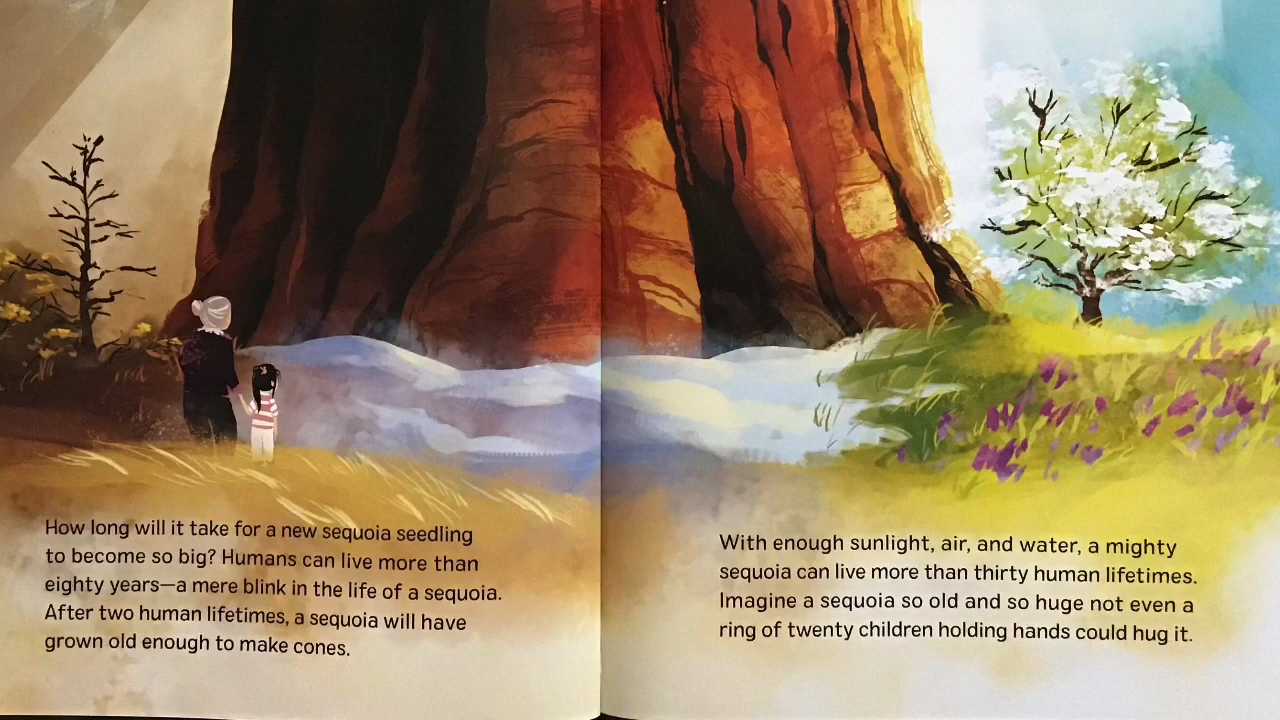 How long will it take for a new sequoia seedling
to become so big? Humans can live more than
eighty years—a mere blink in the life of a sequoia.
After two human lifetimes, a sequoia will have
grown old enough to make cones.
With enough sunlight, air, and water, a mighty
sequoia can live more than thirty human lifetimes.
Imagine a sequoia so old and so huge not even a
ring of twenty children holding hands could hug it.